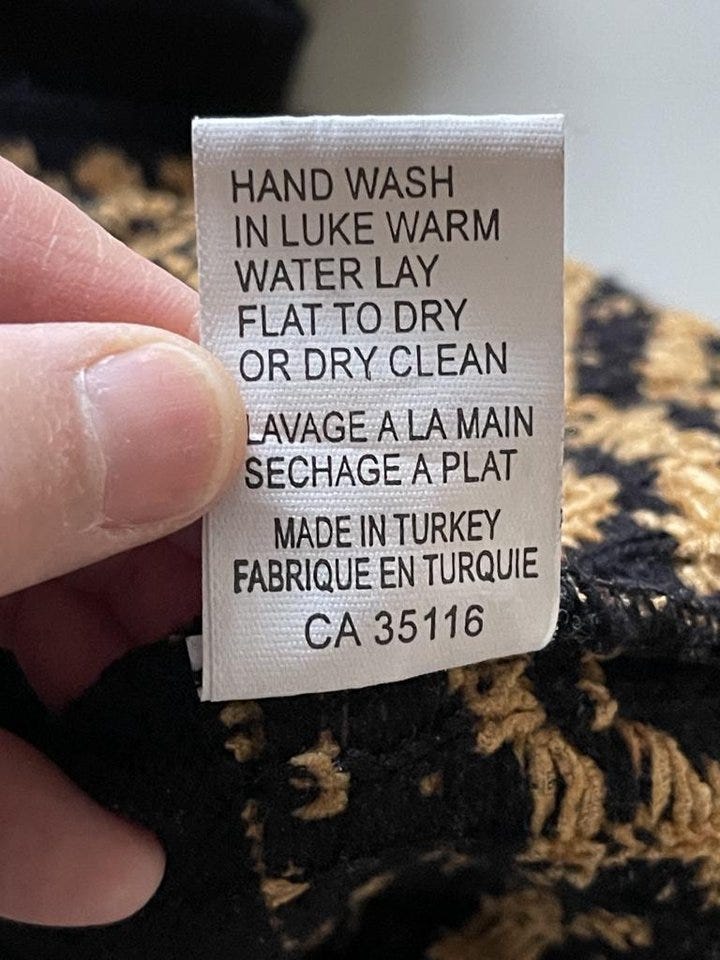 HAND WASH
IN LUKE WARM
WATER LAY
FLAT TO DRY
OR DRY CLEAN
LAVAGE A LA MAIN
SECHAGE A PLAT
MADE IN TURKEY
FABRIQUE EN TURQUIE
CA 35116